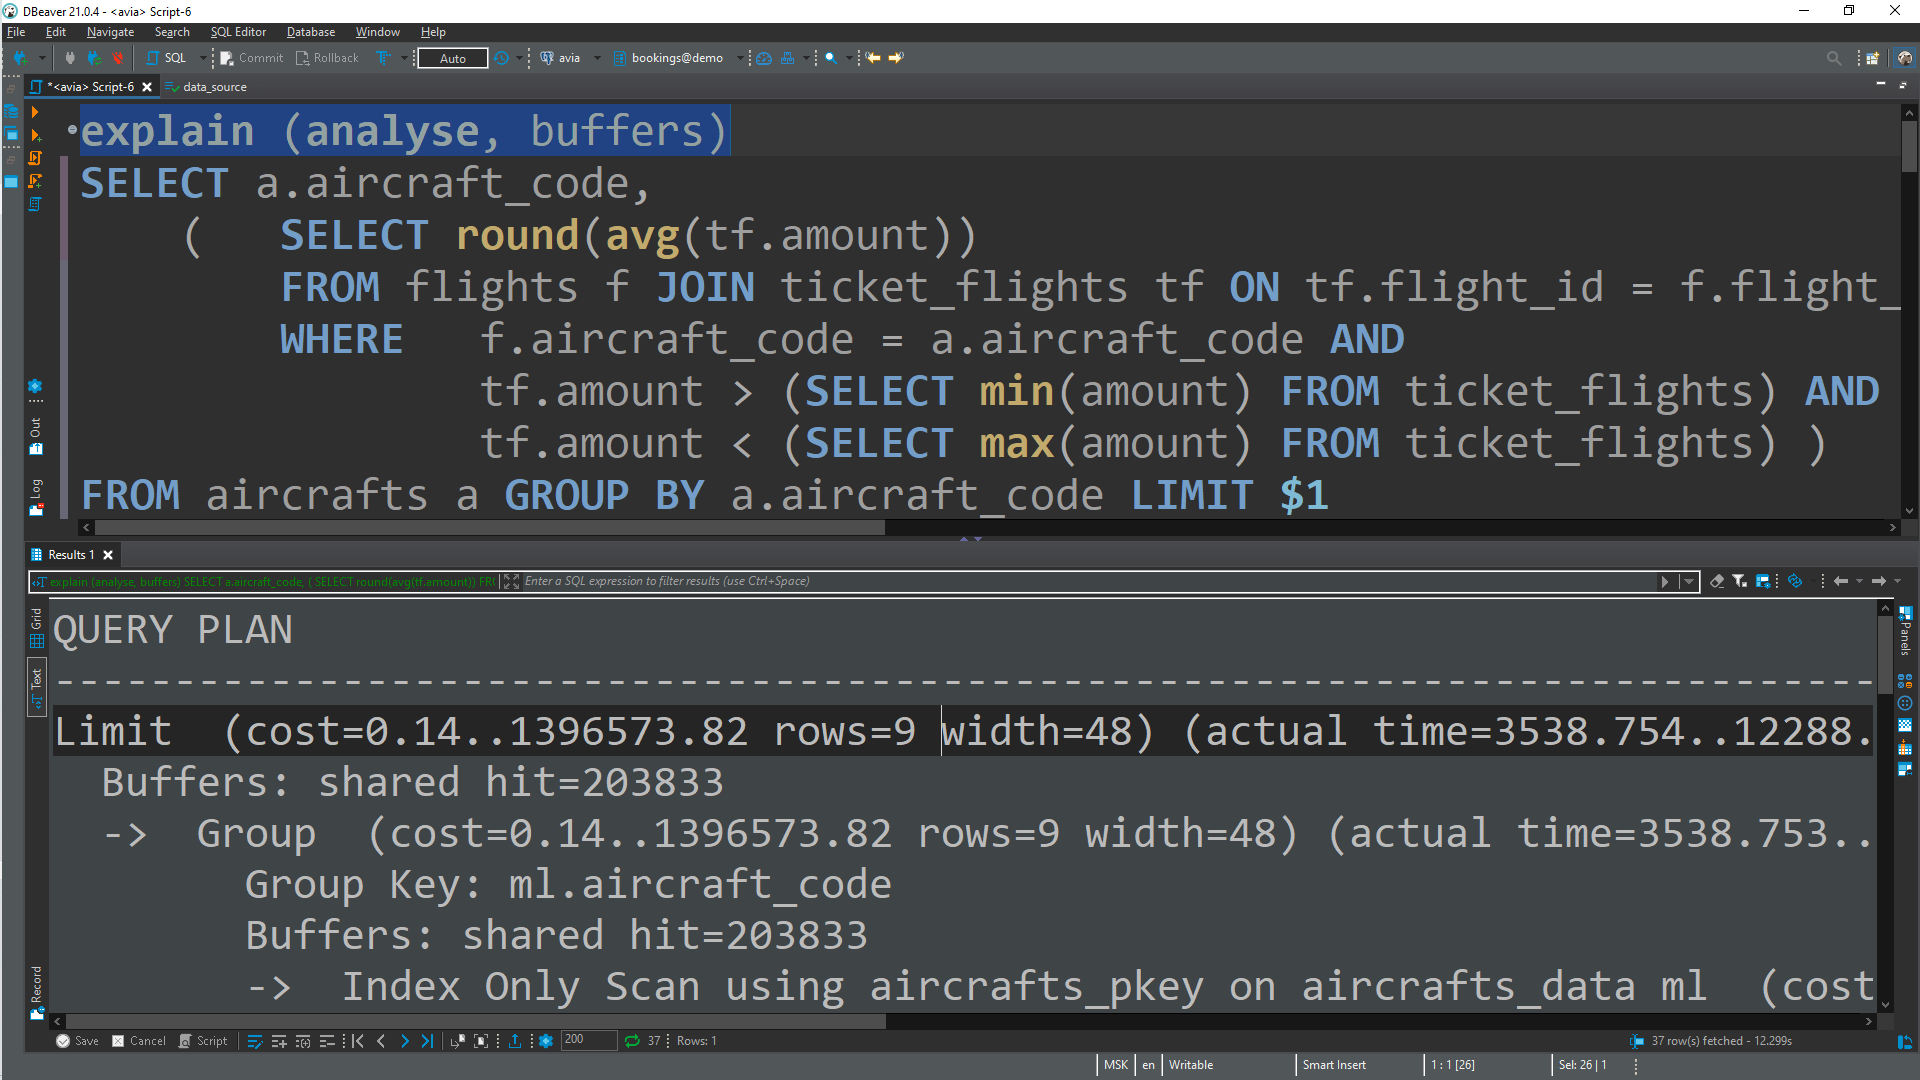 DBeaver 21.0.4 - <avia> Script-6
File Edit Navigate Search SQL Editor Database Window Help
SQL Commit Rollback Auto avia bookings@demo
*<avia> Script-6 data_source
explain (analyse, buffers)
SELECT a.aircraft_code,
( SELECT round(avg(tf.amount))
FROM flights f JOIN ticket_flights tf ON tf.flight_id = f.flight_
WHERE f.aircraft_code = a.aircraft_code AND
tf.amount > (SELECT min(amount) FROM ticket_flights) AND
tf.amount < (SELECT max(amount) FROM ticket_flights) )
FROM aircrafts a GROUP BY a.aircraft_code LIMIT $1
Out
Log
Results 1
explain (analyse, buffers) SELECT a.aircraft_code, ( SELECT round(avg(tf.amount)) FR Enter a SQL expression to filter results (use Ctrl+Space)
Grid
Text
Record
Panels
QUERY PLAN
----------------------------------------------------------------------------
Limit (cost=0.14..1396573.82 rows=9 width=48) (actual time=3538.754..12288.
Buffers: shared hit=203833
-> Group (cost=0.14..1396573.82 rows=9 width=48) (actual time=3538.753..
Group Key: ml.aircraft_code
Buffers: shared hit=203833
-> Index Only Scan using aircrafts_pkey on aircrafts_data ml (cost
Save Cancel Script 200 37 Rows: 1 37 row(s) fetched - 12.299s
MSK en Writable Smart Insert 1 : 1 [26] Sel: 26 | 1